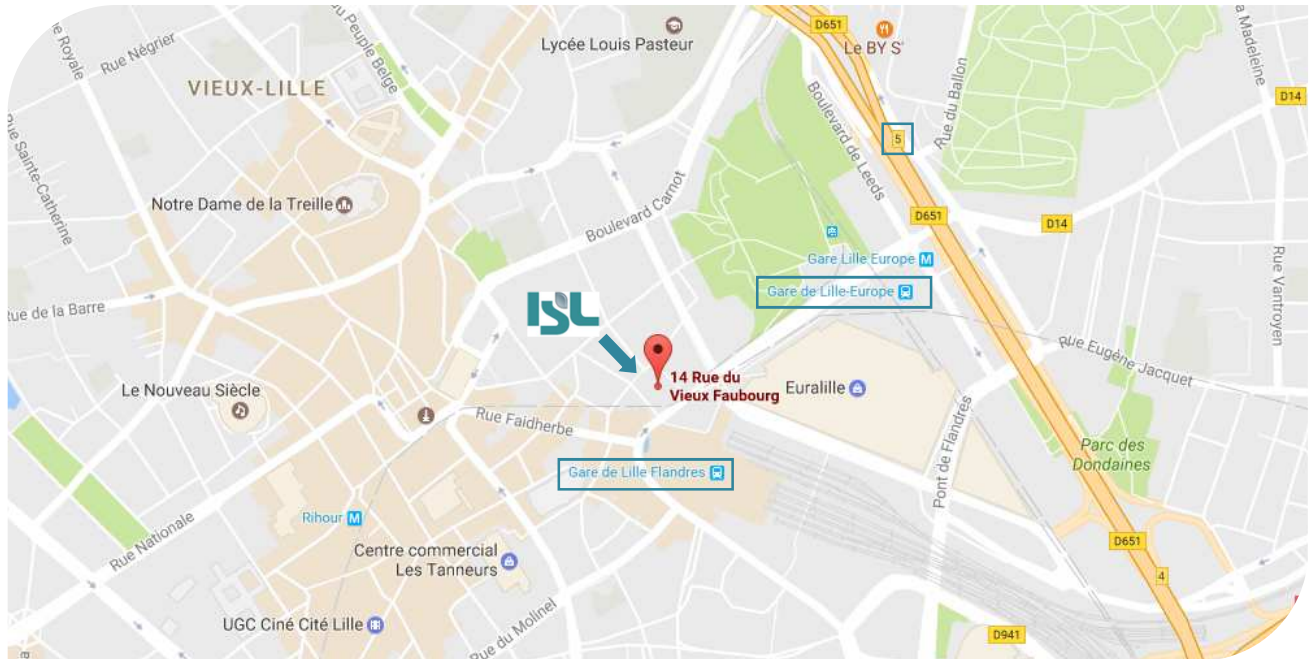 D651
Le BY S'
Lycée Louis Pasteur
Rue Négrier
Rue Royale
du Peuple Belge
VIEUX-LILLE
a Madeleine
D14
Rue du Ballon
5
Boulevard de Leeds
Rue Sainte-Catherine
Notre Dame de la Treille
Boulevard Carnot
D651
D14
Gare Lille Europe M
Gare de Lille-Europe
Rue Vantroyen
Rue de la Barre
ISL
Rue Eugène Jacquet
14 Rue du
Vieux Faubourg
Euralille
Le Nouveau Siècle
Rue Faidherbe
Pont de Flandres
Parc des
Dondaines
Gare de Lille Flandres
Rihour M
Rue Nationale
Centre commercial
Les Tanneurs
D651
4
UGC Ciné Cité Lille
Rue du Molinel
D941